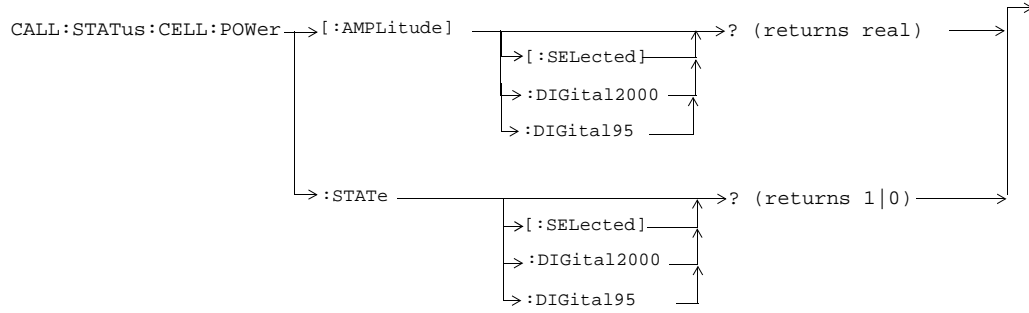 CALL:STATus:CELL:POWer [:AMPLitude] ? (returns real)
[:SELected]
:DIGital2000
:DIGital95
:STATe ? (returns 1|0)
[:SELected]
:DIGital2000
:DIGital95